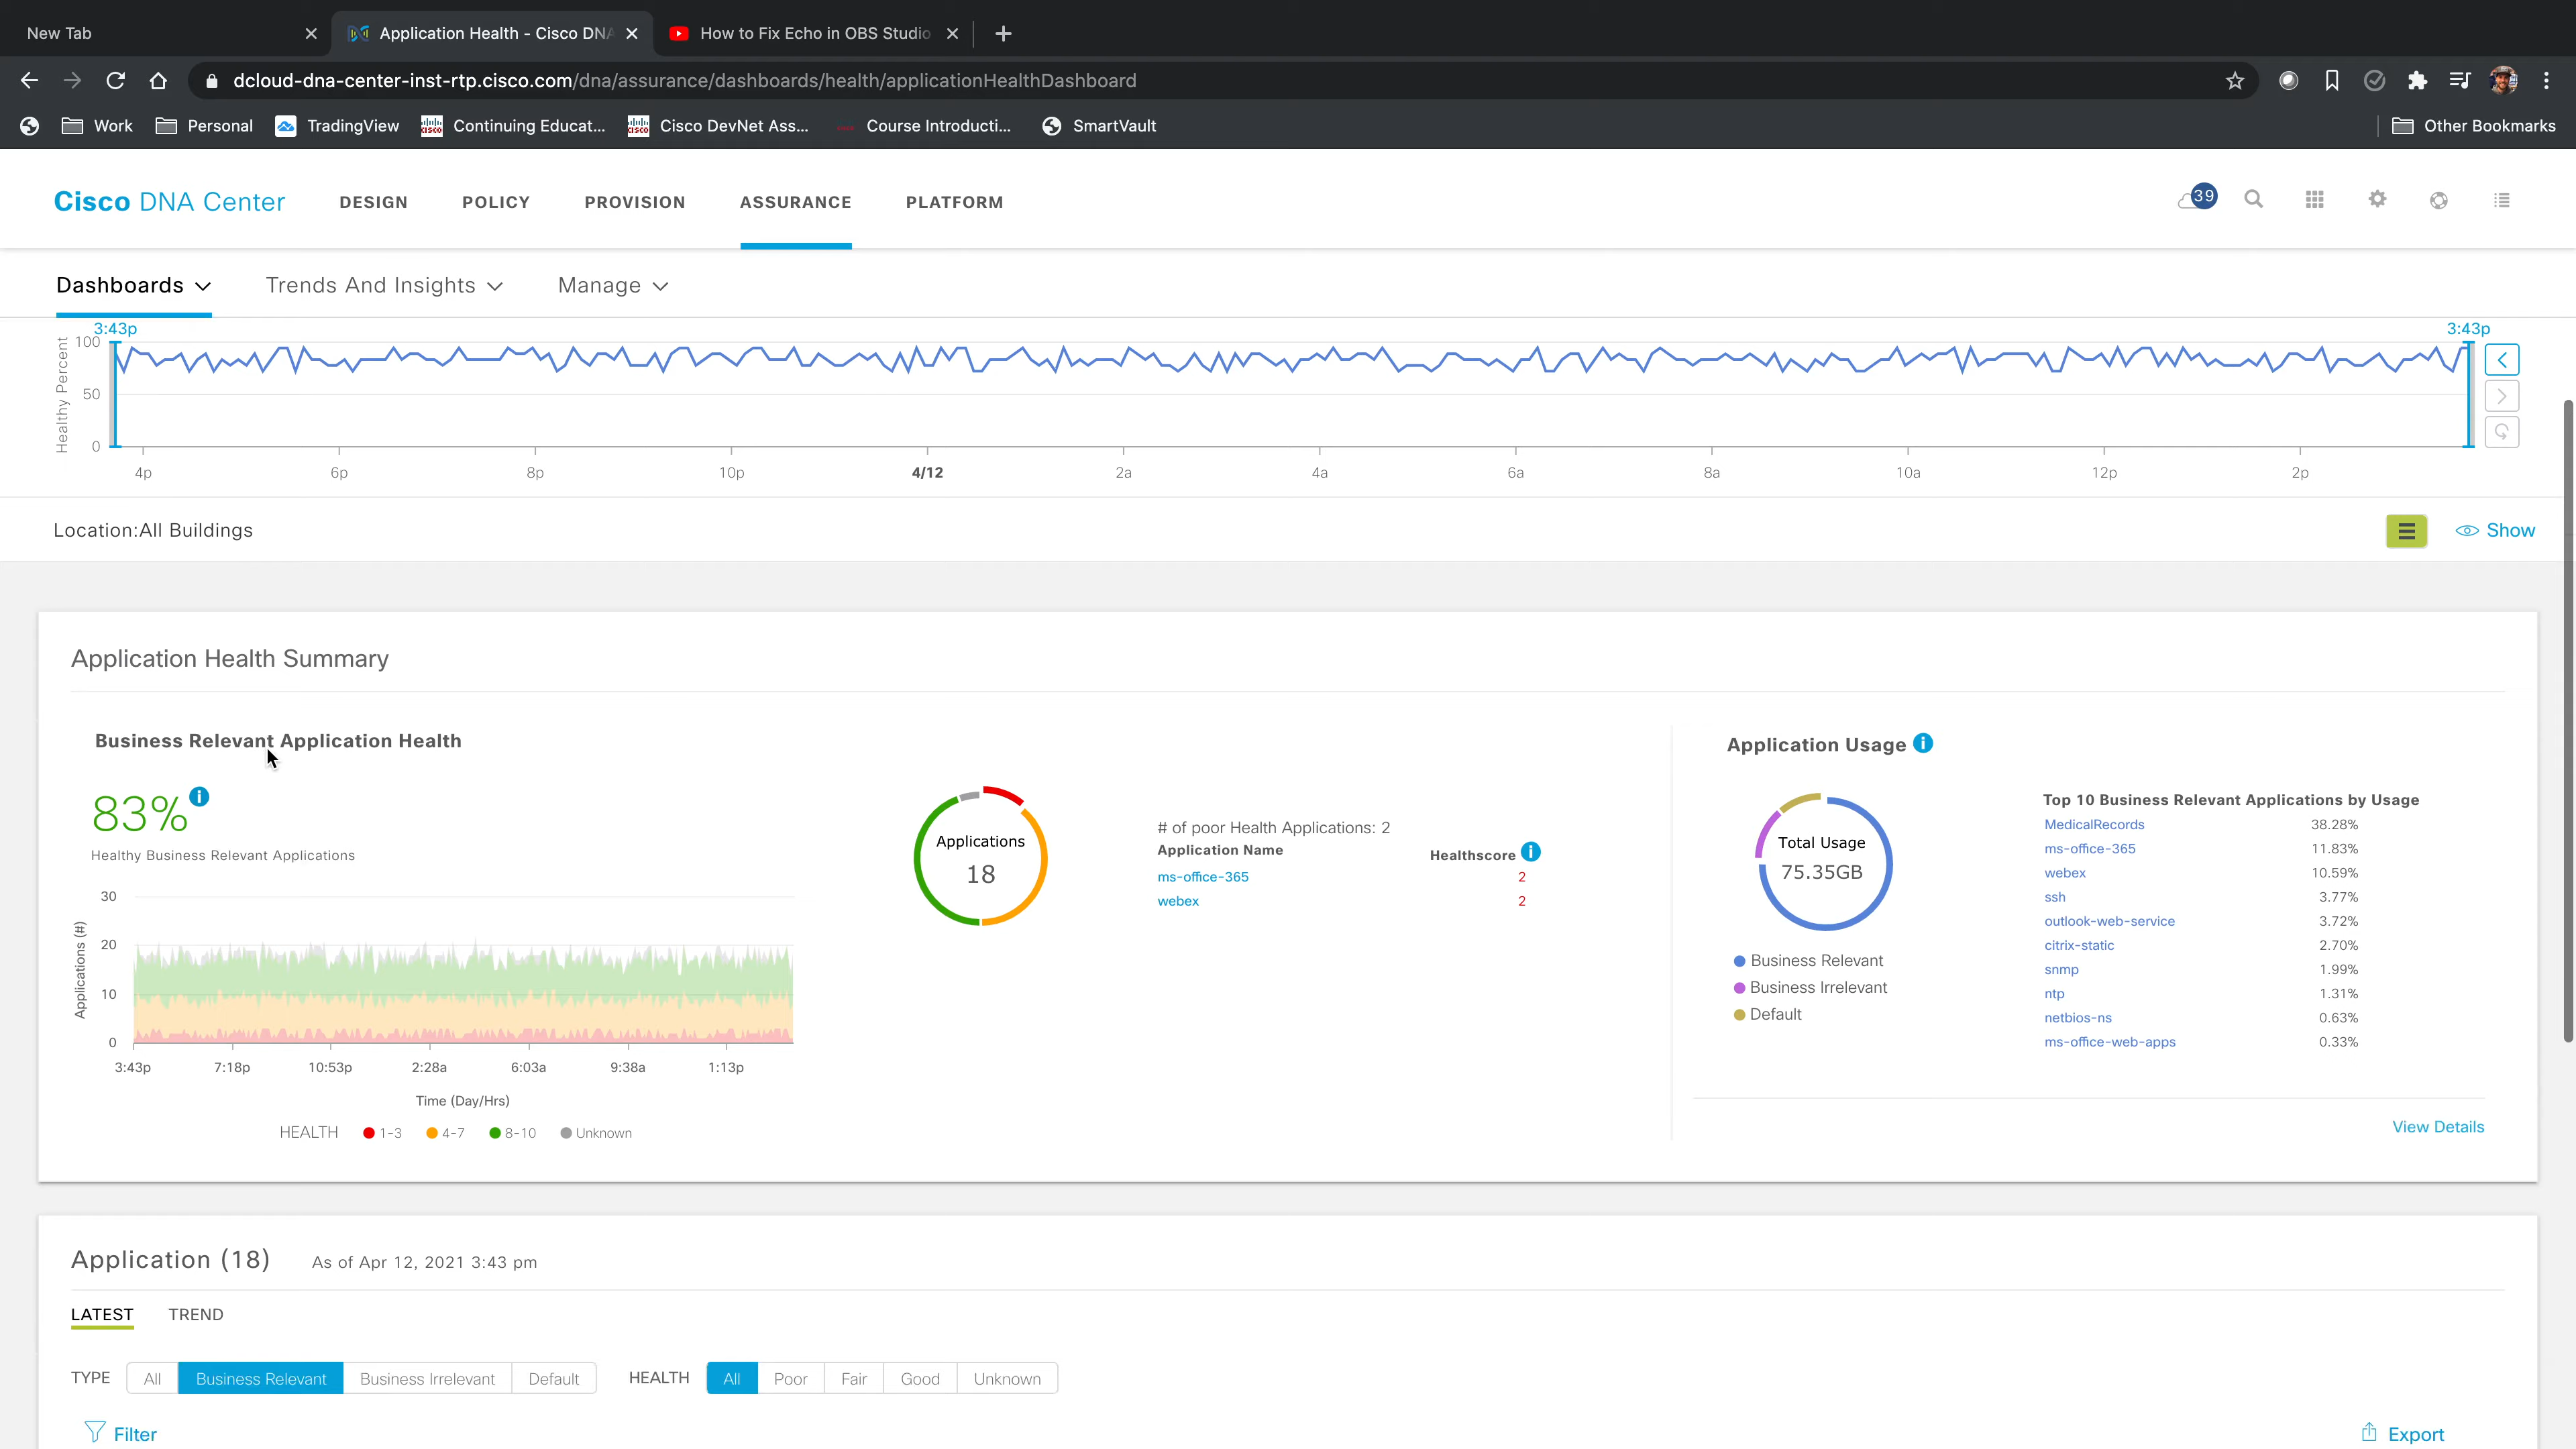 New Tab
Application Health - Cisco DNA
How to Fix Echo in OBS Studio
dcloud-dna-center-inst-rtp.cisco.com/dna/assurance/dashboards/health/applicationHealthDashboard
Work Personal TradingView Continuing Educat... Cisco DevNet Ass... Course Introducti... SmartVault Other Bookmarks
Cisco DNA Center DESIGN POLICY PROVISION ASSURANCE PLATFORM 39
Dashboards Trends And Insights Manage
3:43p 3:43p
Healthy Percent
100
50
0
4p 6p 8p 10p 4/12 2a 4a 6a 8a 10a 12p 2p
Location:All Buildings
Show
Application Health Summary
Business Relevant Application Health
83% i
Healthy Business Relevant Applications
Applications (#)
30
20
10
0
3:43p 7:18p 10:53p 2:28a 6:03a 9:38a 1:13p
Time (Day/Hrs)
HEALTH 1-3 4-7 8-10 Unknown
Applications
18
# of poor Health Applications: 2
Application Name Healthscore i
ms-office-365 2
webex 2
Application Usage i
Total Usage
75.35GB
Business Relevant
Business Irrelevant
Default
Top 10 Business Relevant Applications by Usage
MedicalRecords 38.28%
ms-office-365 11.83%
webex 10.59%
ssh 3.77%
outlook-web-service 3.72%
citrix-static 2.70%
snmp 1.99%
ntp 1.31%
netbios-ns 0.63%
ms-office-web-apps 0.33%
View Details
Application (18) As of Apr 12, 2021 3:43 pm
LATEST TREND
TYPE All Business Relevant Business Irrelevant Default HEALTH All Poor Fair Good Unknown
Filter Export